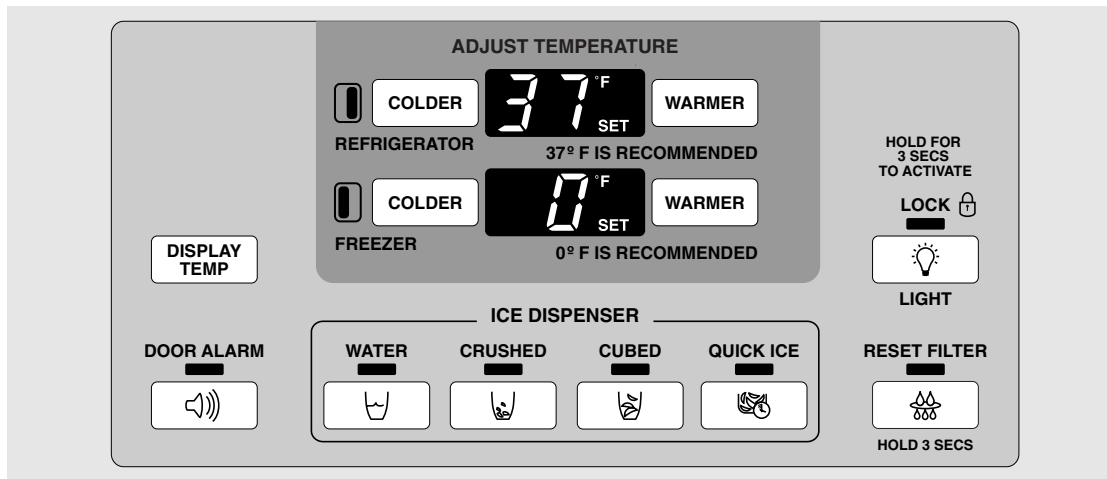 ADJUST TEMPERATURE
COLDER
37 °F
SET
WARMER
REFRIGERATOR
37º F IS RECOMMENDED
COLDER
0 °F
SET
WARMER
FREEZER
0º F IS RECOMMENDED
HOLD FOR
3 SECS
TO ACTIVATE
LOCK
LIGHT
DISPLAY
TEMP
ICE DISPENSER
DOOR ALARM
WATER
CRUSHED
CUBED
QUICK ICE
RESET FILTER
HOLD 3 SECS